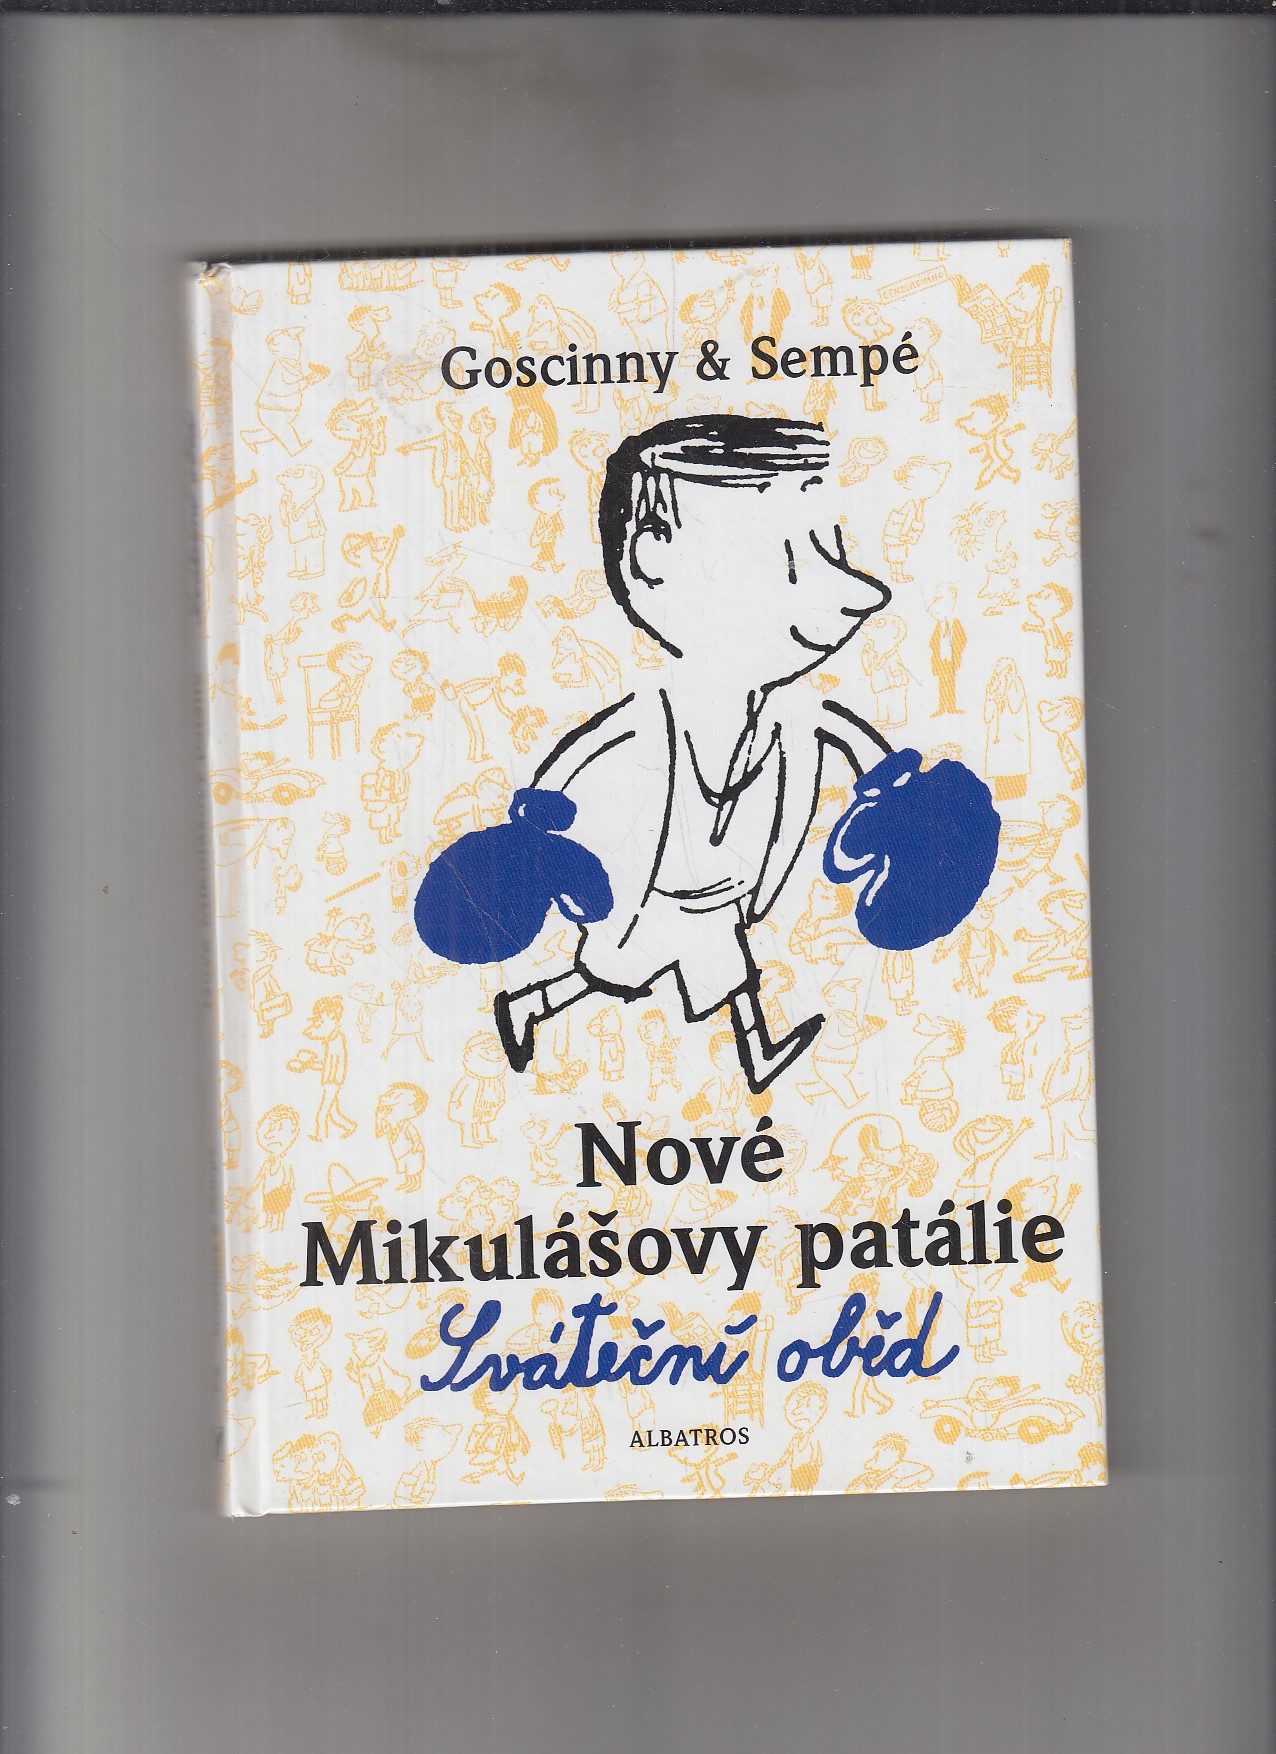 Goscinny & Sempé
Nové
Mikulášovy patálie
Sváteční oběd
ALBATROS